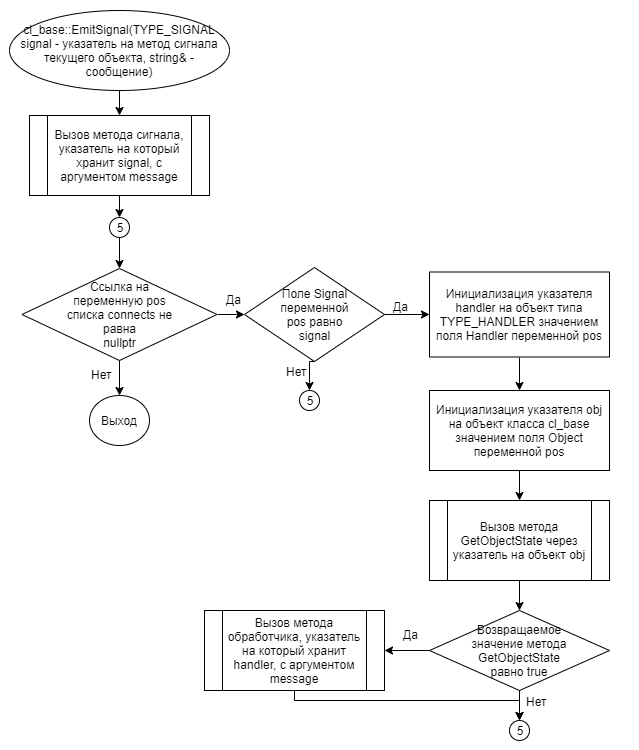 cl_base::EmitSignal(TYPE_SIGNAL
signal - указатель на метод сигнала
текущего объекта, string& -
сообщение)
Вызов метода сигнала,
указатель на который
хранит signal, с
аргументом message
5
Ссылка на
переменную pos
списка connects не
равна
nullptr
Да
Поле Signal
переменной
pos равно
signal
Да
Инициализация указателя
handler на объект типа
TYPE_HANDLER значением
поля Handler переменной pos
Нет
Нет
Выход
5
Инициализация указателя obj
на объект класса cl_base
значением поля Object
переменной pos
Вызов метода
GetObjectState через
указатель на объект obj
Вызов метода
обработчика, указатель
на который хранит
handler, с аргументом
message
Да
Возвращаемое
значение метода
GetObjectState
равно true
Нет
5